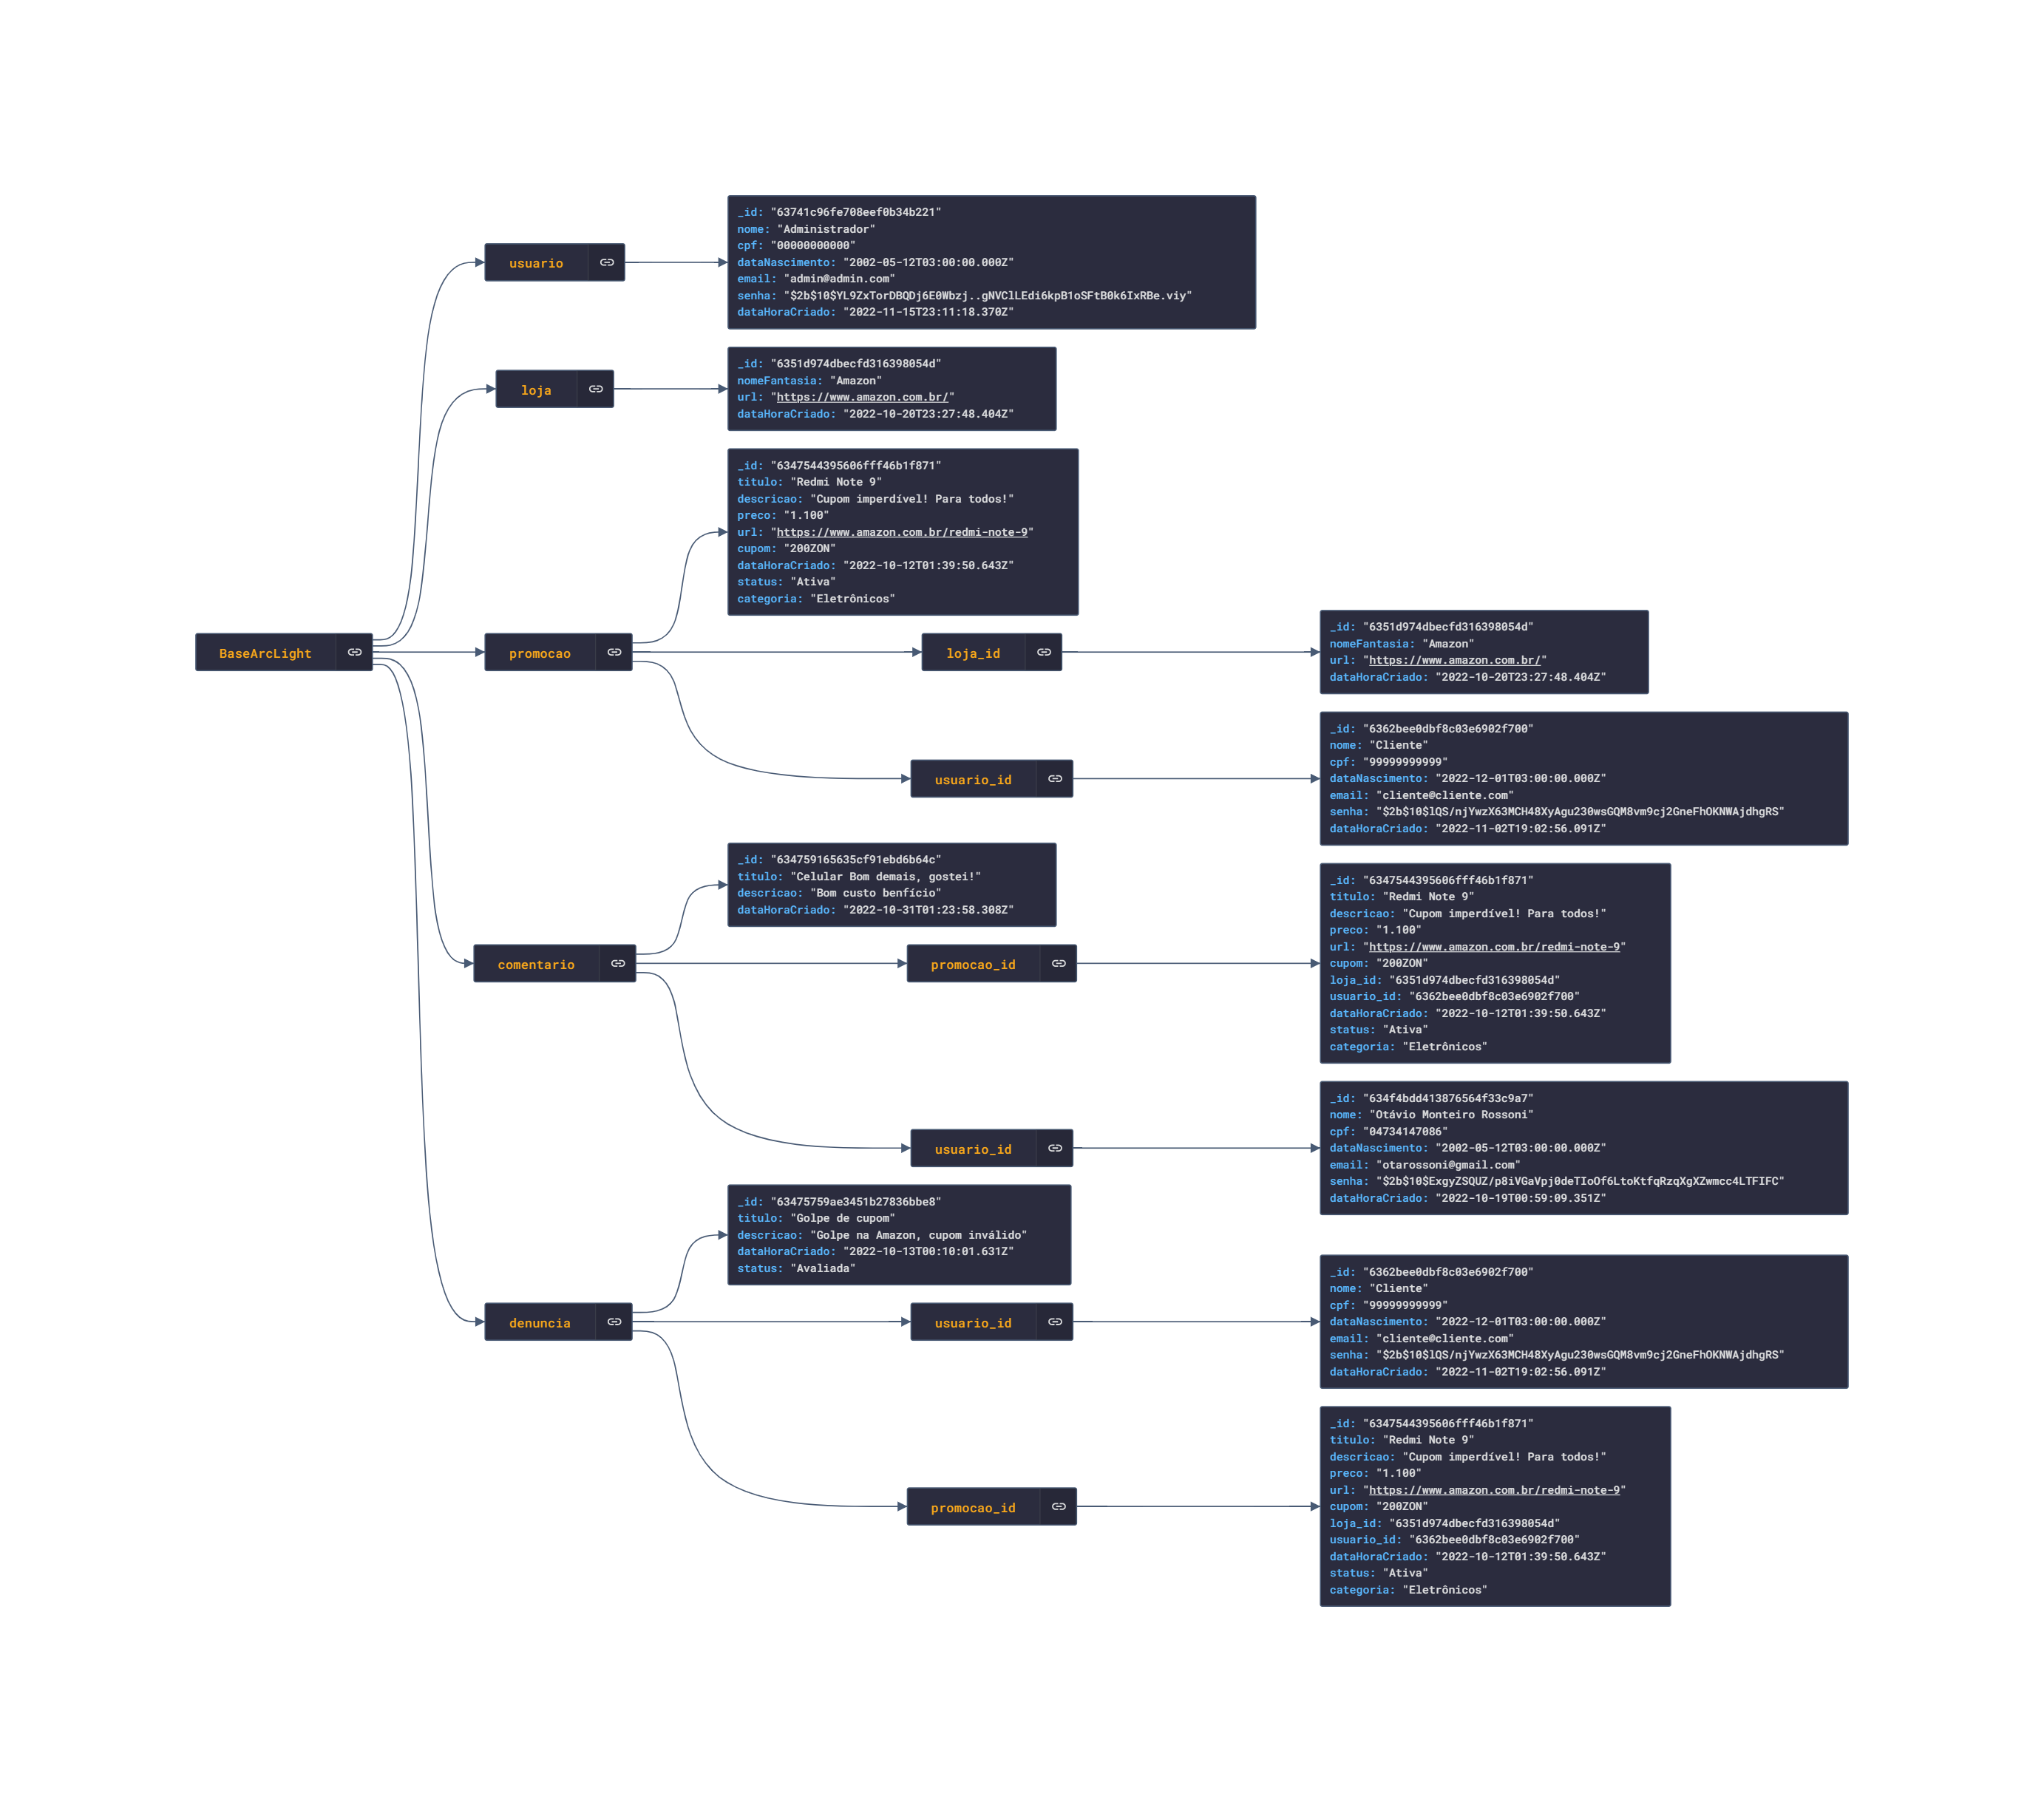 _id: "63741c96fe708eef0b34b221"
nome: "Administrador"
cpf: "00000000000"
dataNascimento: "2002-05-12T03:00:00.000Z"
email: "admin@admin.com"
senha: "$2b$10$YL9ZxTorDBQDj6E0Wbzj..gNVClLEdi6kpB1oSFtB0k6IxRBe.viy"
dataHoraCriado: "2022-11-15T23:11:18.370Z"
usuario
_id: "6351d974dbecfd316398054d"
nomeFantasia: "Amazon"
url: "https://www.amazon.com.br/"
dataHoraCriado: "2022-10-20T23:27:48.404Z"
loja
_id: "6347544395606fff46b1f871"
titulo: "Redmi Note 9"
descricao: "Cupom imperdível! Para todos!"
preco: "1.100"
url: "https://www.amazon.com.br/redmi-note-9"
cupom: "200ZON"
dataHoraCriado: "2022-10-12T01:39:50.643Z"
status: "Ativa"
categoria: "Eletrônicos"
BaseArcLight
promocao
loja_id
_id: "6351d974dbecfd316398054d"
nomeFantasia: "Amazon"
url: "https://www.amazon.com.br/"
dataHoraCriado: "2022-10-20T23:27:48.404Z"
usuario_id
_id: "6362bee0dbf8c03e6902f700"
nome: "Cliente"
cpf: "99999999999"
dataNascimento: "2022-12-01T03:00:00.000Z"
email: "cliente@cliente.com"
senha: "$2b$10$lQS/njYwzX63MCH48XyAgu230wsGQM8vm9cj2GneFhOKNWAjdhgRS"
dataHoraCriado: "2022-11-02T19:02:56.091Z"
_id: "634759165635cf91ebd6b64c"
titulo: "Celular Bom demais, gostei!"
descricao: "Bom custo benfício"
dataHoraCriado: "2022-10-31T01:23:58.308Z"
comentario
promocao_id
_id: "6347544395606fff46b1f871"
titulo: "Redmi Note 9"
descricao: "Cupom imperdível! Para todos!"
preco: "1.100"
url: "https://www.amazon.com.br/redmi-note-9"
cupom: "200ZON"
loja_id: "6351d974dbecfd316398054d"
usuario_id: "6362bee0dbf8c03e6902f700"
dataHoraCriado: "2022-10-12T01:39:50.643Z"
status: "Ativa"
categoria: "Eletrônicos"
usuario_id
_id: "634f4bdd413876564f33c9a7"
nome: "Otávio Monteiro Rossoni"
cpf: "04734147086"
dataNascimento: "2002-05-12T03:00:00.000Z"
email: "otarossoni@gmail.com"
senha: "$2b$10$ExgyZSQUZ/p8iVGaVpj0deTIoOf6LtoKtfqRzqXgXZwmcc4LTFIFC"
dataHoraCriado: "2022-10-19T00:59:09.351Z"
_id: "63475759ae3451b27836bbe8"
titulo: "Golpe de cupom"
descricao: "Golpe na Amazon, cupom inválido"
dataHoraCriado: "2022-10-13T00:10:01.631Z"
status: "Avaliada"
denuncia
usuario_id
_id: "6362bee0dbf8c03e6902f700"
nome: "Cliente"
cpf: "99999999999"
dataNascimento: "2022-12-01T03:00:00.000Z"
email: "cliente@cliente.com"
senha: "$2b$10$lQS/njYwzX63MCH48XyAgu230wsGQM8vm9cj2GneFhOKNWAjdhgRS"
dataHoraCriado: "2022-11-02T19:02:56.091Z"
promocao_id
_id: "6347544395606fff46b1f871"
titulo: "Redmi Note 9"
descricao: "Cupom imperdível! Para todos!"
preco: "1.100"
url: "https://www.amazon.com.br/redmi-note-9"
cupom: "200ZON"
loja_id: "6351d974dbecfd316398054d"
usuario_id: "6362bee0dbf8c03e6902f700"
dataHoraCriado: "2022-10-12T01:39:50.643Z"
status: "Ativa"
categoria: "Eletrônicos"